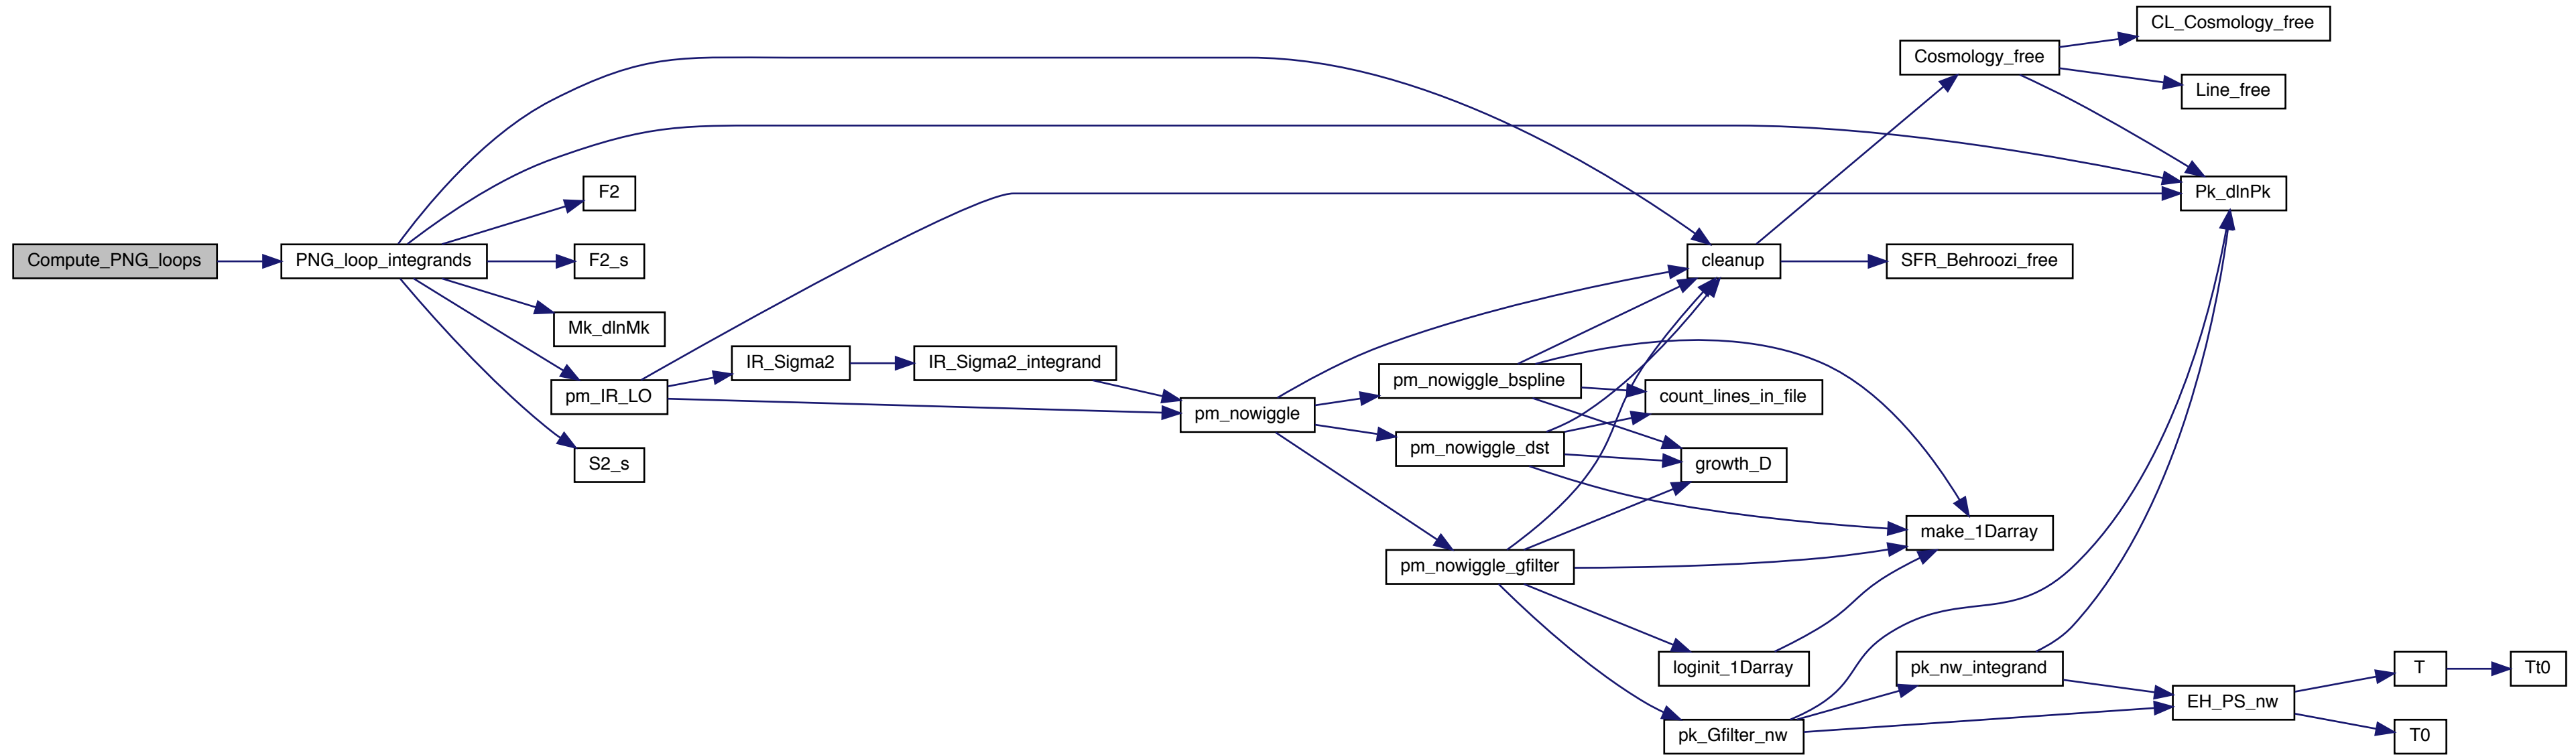 Compute_PNG_loops
PNG_loop_integrands
F2
F2_s
Mk_dlnMk
pm_IR_LO
S2_s
IR_Sigma2
IR_Sigma2_integrand
pm_nowiggle
pm_nowiggle_bspline
pm_nowiggle_dst
pm_nowiggle_gfilter
cleanup
count_lines_in_file
growth_D
loginit_1Darray
pk_Gfilter_nw
Cosmology_free
SFR_Behroozi_free
make_1Darray
pk_nw_integrand
CL_Cosmology_free
Line_free
Pk_dlnPk
EH_PS_nw
T
T0
Tt0